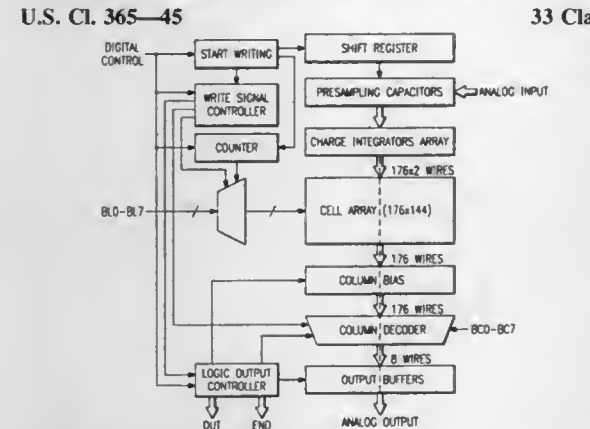 U.S. Cl. 365—45
33 Cla
DIGITAL
CONTROL
START WRITING
SHIFT REGISTER
WRITE SIGNAL
CONTROLLER
PRESAMPLING CAPACITORS
ANALOG INPUT
COUNTER
CHARGE INTEGRATORS ARRAY
176x2 WIRES
BL0-BL7
CELL ARRAY (176x144)
176 WIRES
COLUMN BIAS
176 WIRES
COLUMN DECODER
BC0-BC7
8 WIRES
LOGIC OUTPUT
CONTROLLER
OUTPUT BUFFERS
OUT
END
ANALOG OUTPUT